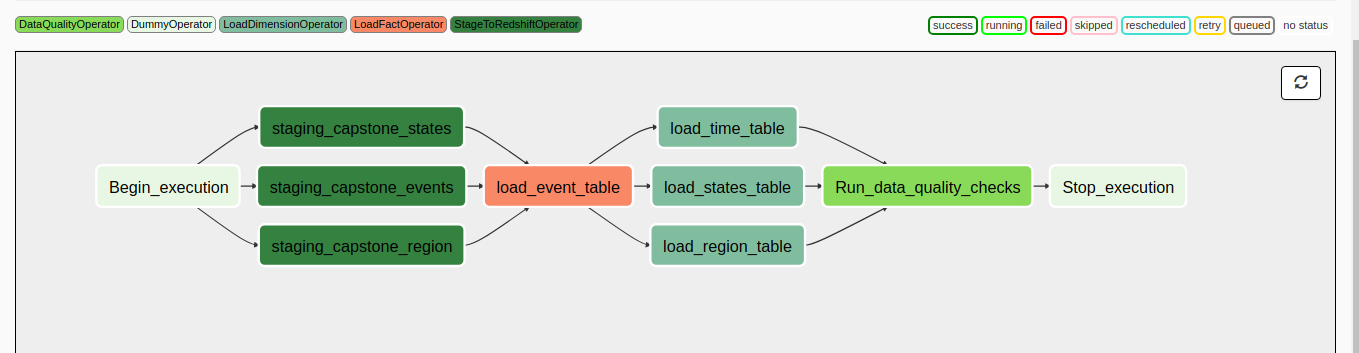 DataQualityOperator DummyOperator LoadDimensionOperator LoadFactOperator StageToRedshiftOperator success running failed skipped rescheduled retry queued no status
staging_capstone_states load_time_table
Begin_execution staging_capstone_events load_event_table load_states_table Run_data_quality_checks Stop_execution
staging_capstone_region load_region_table